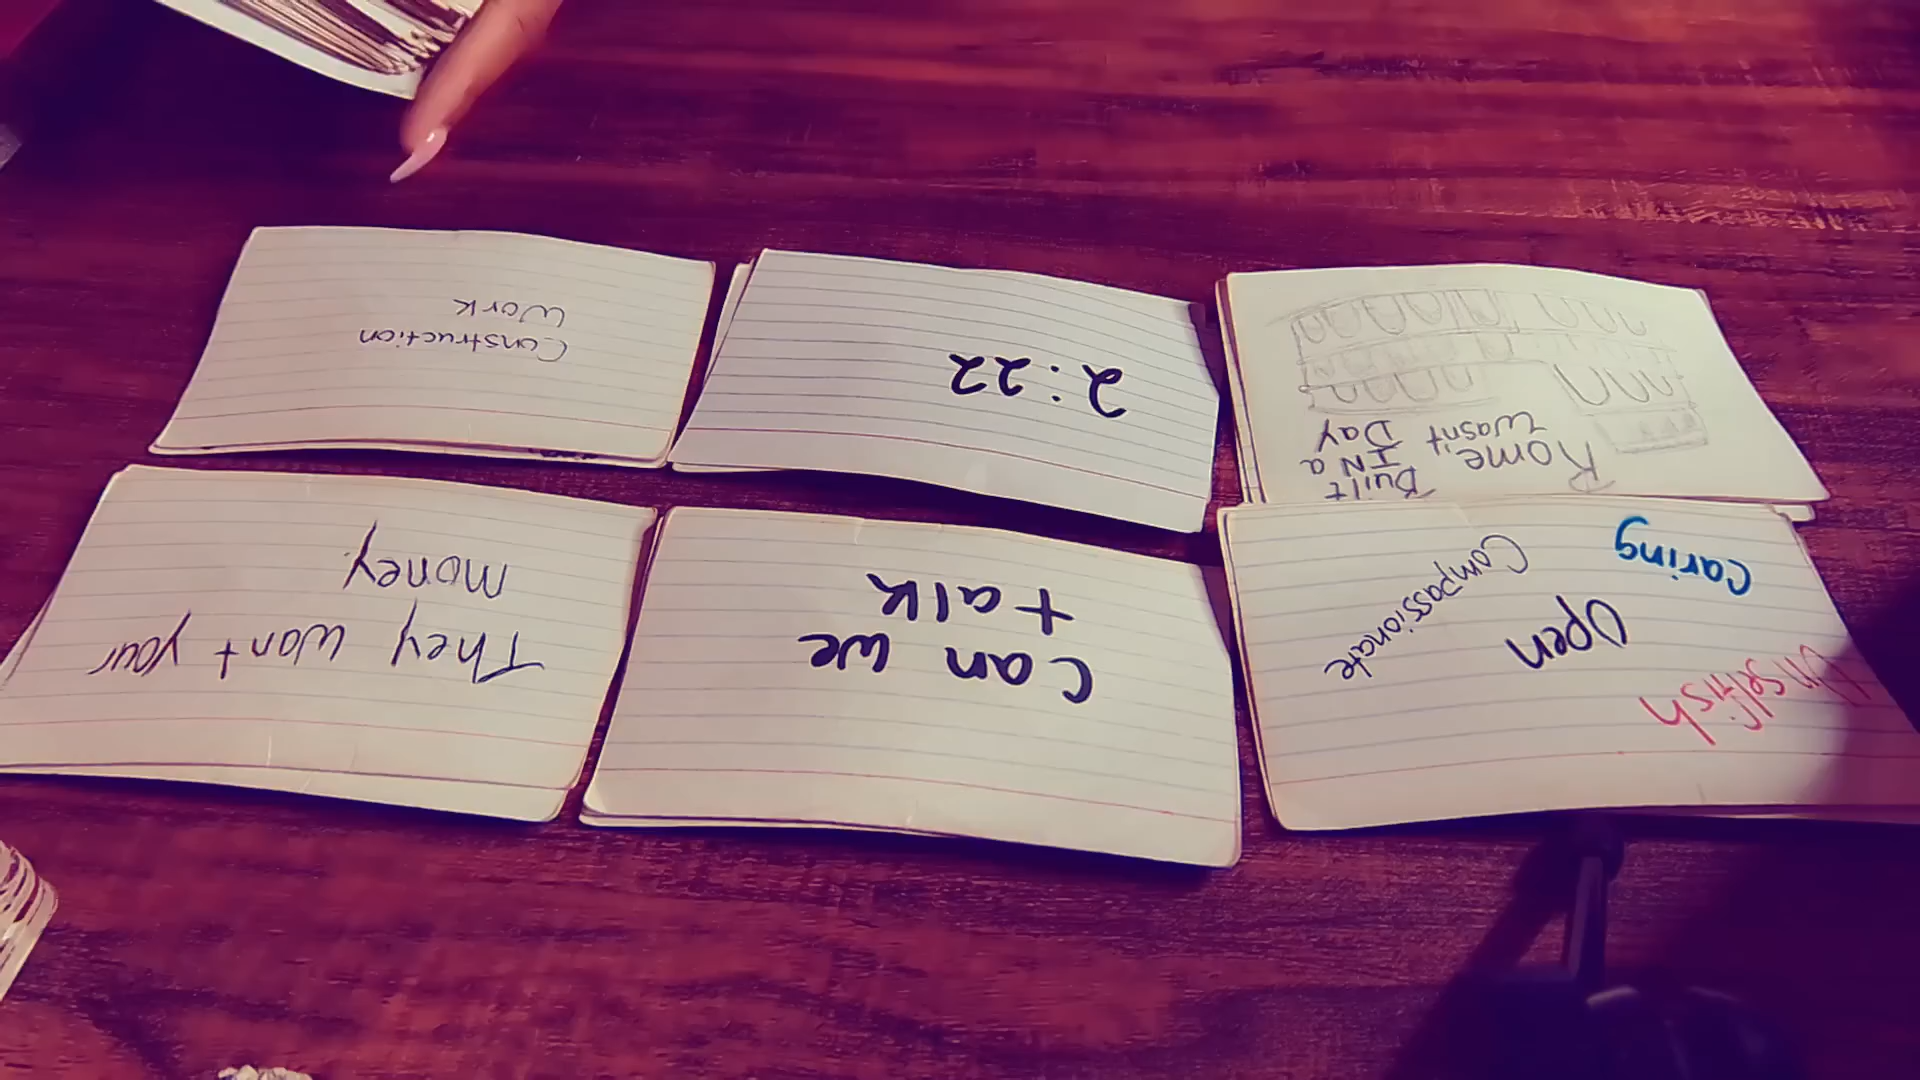 Caring
Compassionate
Open
Unselfish
Can we
talk
They want your
money.
Rome
Wasn't
Built
IN a
Day
2:22
Construction
Work